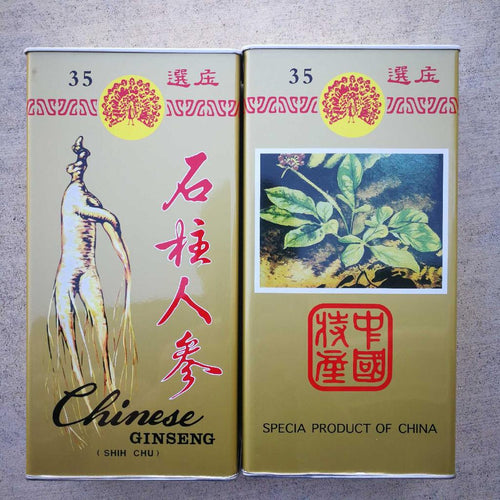 35 選庄
石柱人参
Chinese
GINSENG
( SHIH CHU )
35 選庄
中國
特產
SPECIA PRODUCT OF CHINA